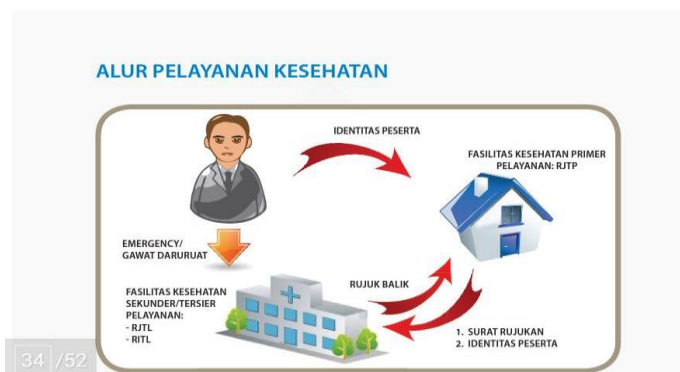 ALUR PELAYANAN KESEHATAN
IDENTITAS PESERTA
FASILITAS KESEHATAN PRIMER
PELAYANAN: RJTP
EMERGENCY/
GAWAT DARURUAT
FASILITAS KESEHATAN
SEKUNDER/TERSIER
PELAYANAN:
- RJTL
- RITL
RUJUK BALIK
1. SURAT RUJUKAN
2. IDENTITAS PESERTA
34 /52